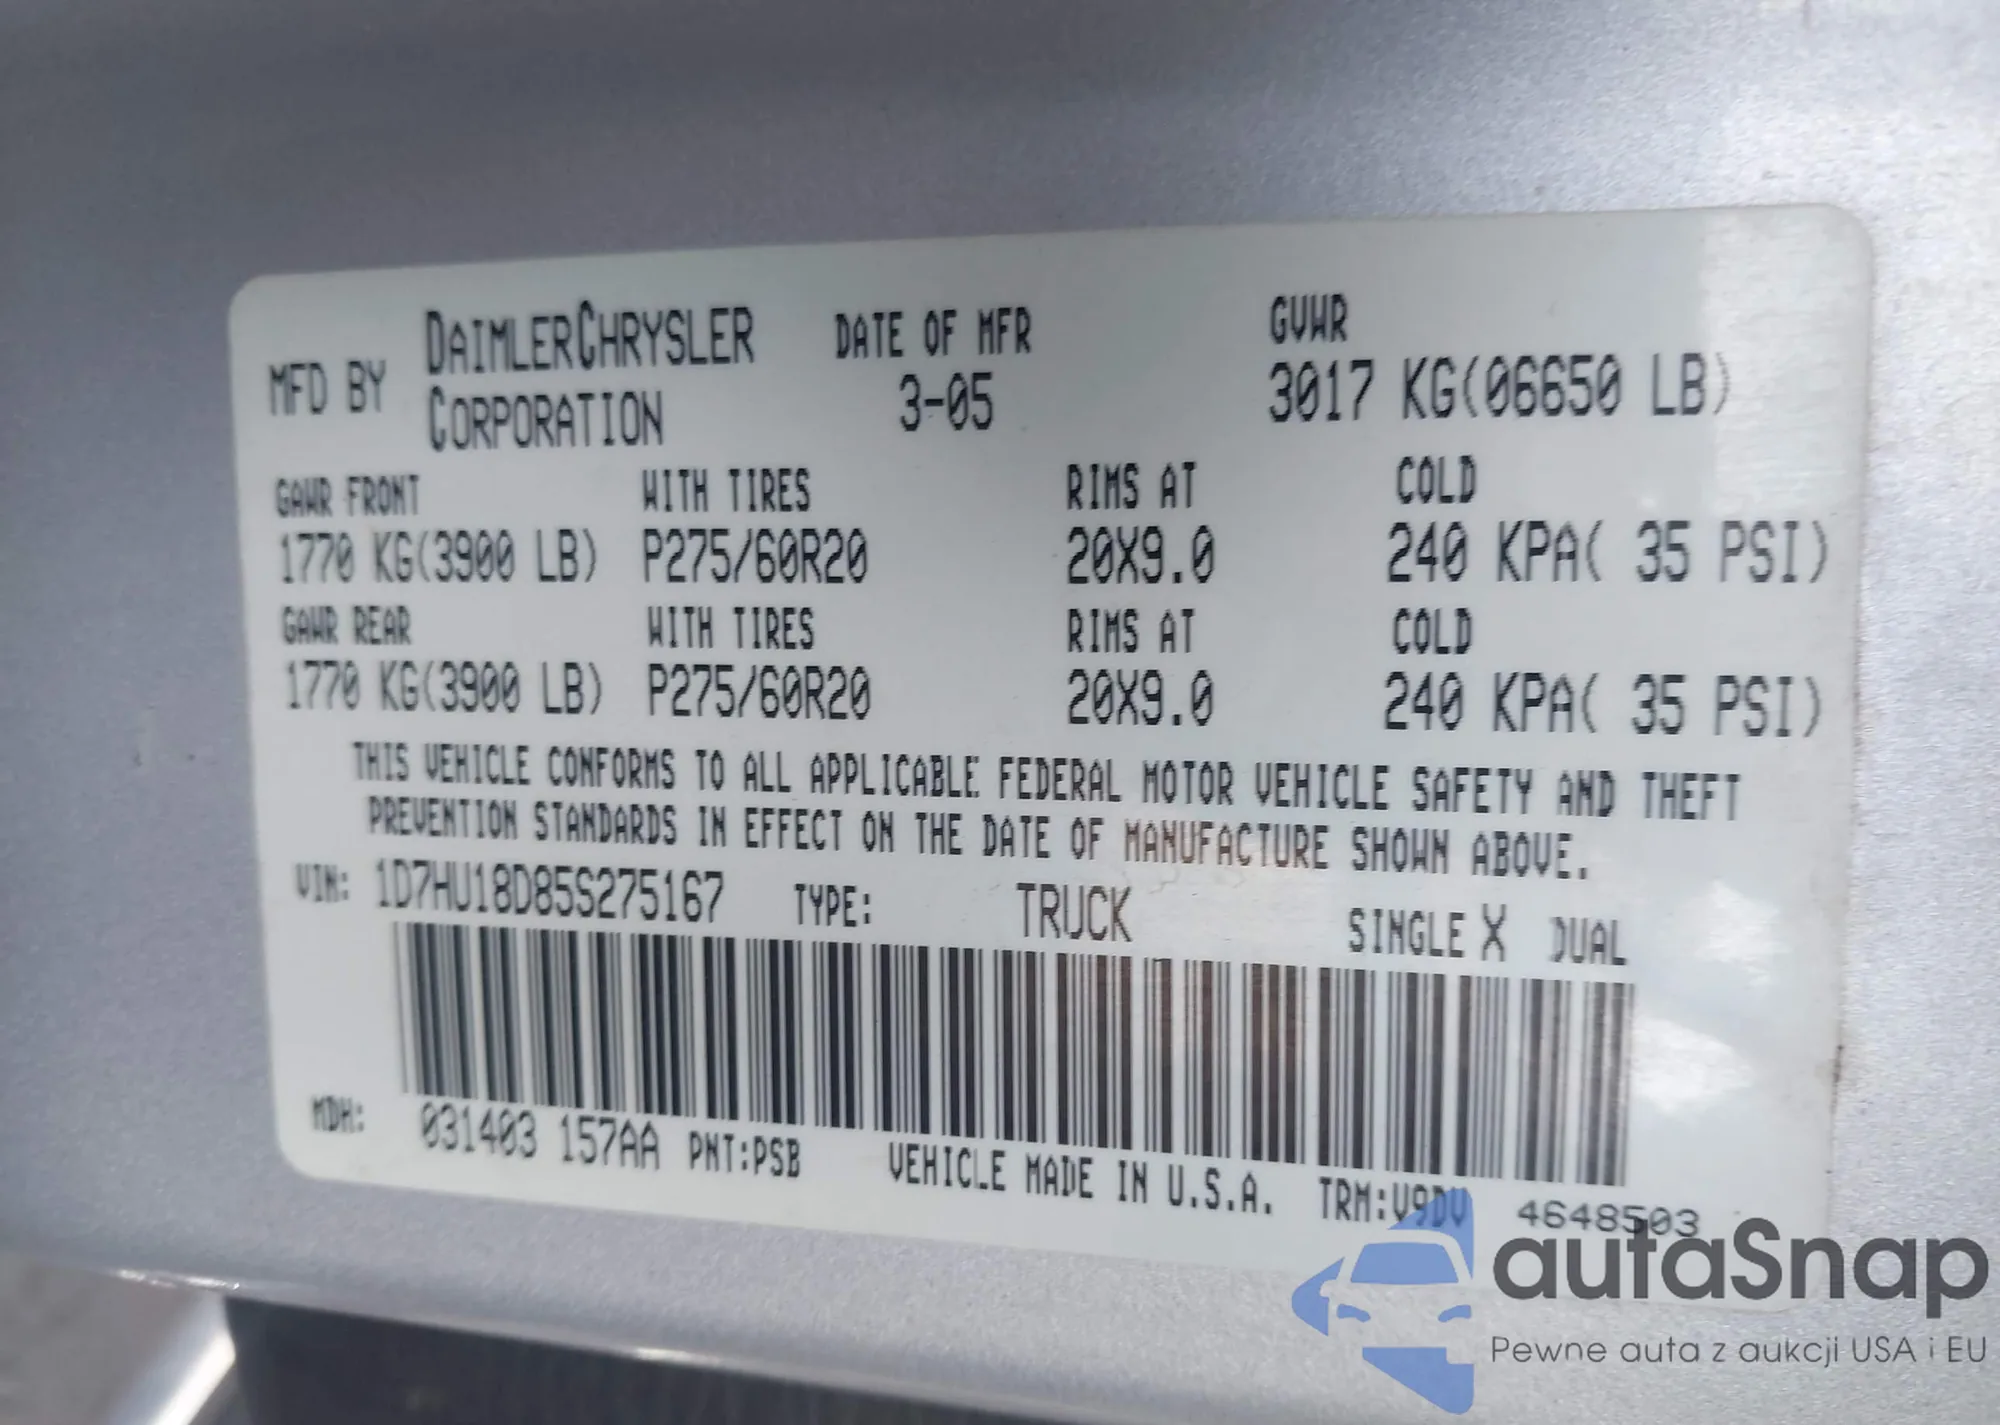 MFD BY DAIMLERCHRYSLER CORPORATION DATE OF MFR 3-05 GVWR 3017 KG(06650 LB)
GAWR FRONT WITH TIRES RIMS AT COLD
1770 KG(3900 LB) P275/60R20 20X9.0 240 KPA( 35 PSI)
GAWR REAR WITH TIRES RIMS AT COLD
1770 KG(3900 LB) P275/60R20 20X9.0 240 KPA( 35 PSI)
THIS VEHICLE CONFORMS TO ALL APPLICABLE FEDERAL MOTOR VEHICLE SAFETY AND THEFT
PREVENTION STANDARDS IN EFFECT ON THE DATE OF MANUFACTURE SHOWN ABOVE.
VIN: 1D7HU18D85S275167 TYPE: TRUCK SINGLE X DUAL
MDH: 031403 157AA PNT:PSB VEHICLE MADE IN U.S.A. TRM:V9DV 4648503
autaSnap
Pewne auta z aukcji USA i EU